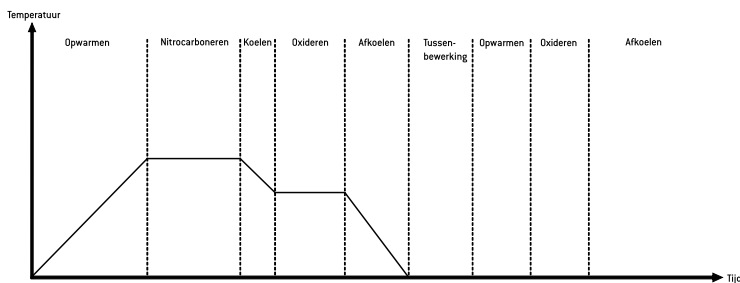 Temperatuur
Opwarmen
Nitrocarboneren
Koelen
Oxideren
Afkoelen
Tussen-
bewerking
Opwarmen
Oxideren
Afkoelen
Tijd